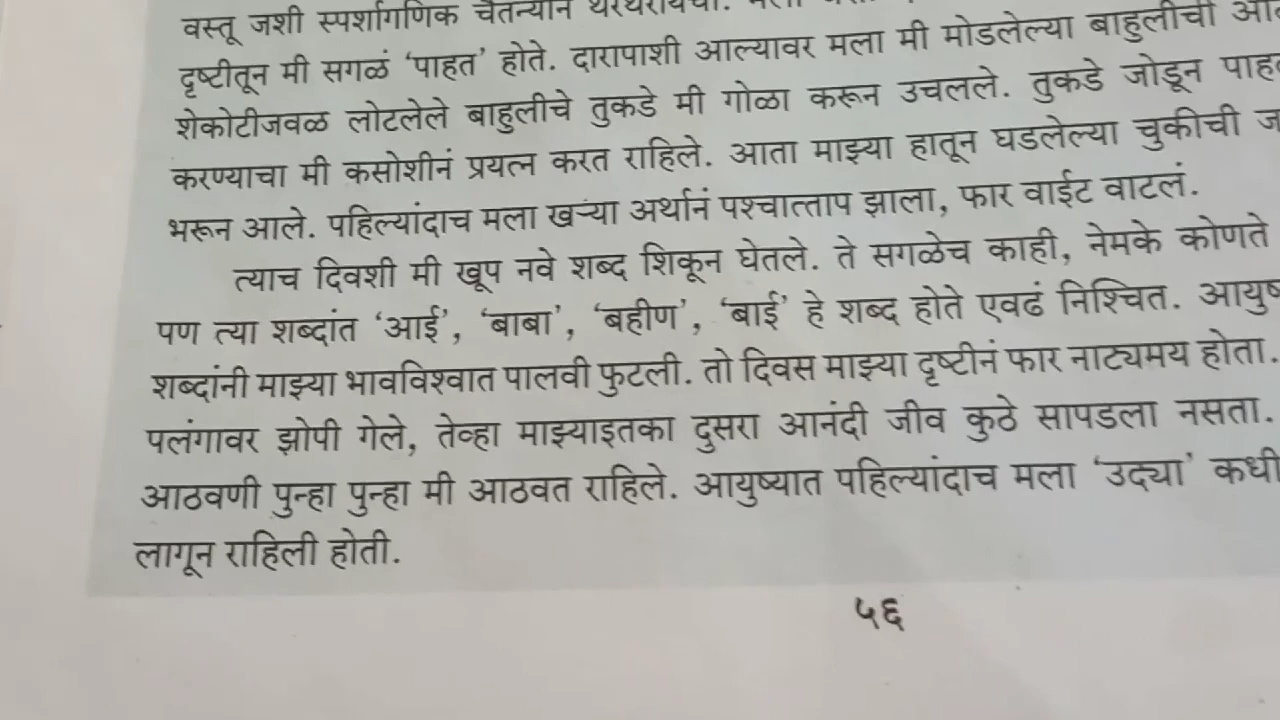 वस्तू जशी स्पर्शागणिक चैतन्यानं थरथरायची.
दृष्टीतून मी सगळं ‘पाहत’ होते. दारापाशी आल्यावर मला मी मोडलेल्या बाहुलीची
शेकोटीजवळ लोटलेले बाहुलीचे तुकडे मी गोळा करून उचलले. तुकडे जोडून
करण्याचा मी कसोशीनं प्रयत्न करत राहिले. आता माझ्या हातून घडलेल्या चुकीची
भरून आले. पहिल्यांदाच मला खऱ्या अर्थानं पश्चात्ताप झाला, फार वाईट वाटलं.
त्याच दिवशी मी खूप नवे शब्द शिकून घेतले. ते सगळेच काही, नेमके कोणते
पण त्या शब्दांत ‘आई’, ‘बाबा’, ‘बहीण’, ‘बाई’ हे शब्द होते एवढं निश्चित.
शब्दांनी माझ्या भावविश्वात पालवी फुटली. तो दिवस माझ्या दृष्टीनं फार नाट्यमय होता.
पलंगावर झोपी गेले, तेव्हा माझ्याइतका दुसरा आनंदी जीव कुठे सापडला नसता.
आठवणी पुन्हा पुन्हा मी आठवत राहिले. आयुष्यात पहिल्यांदाच मला ‘उद्या’ कधी
लागून राहिली होती.
५६